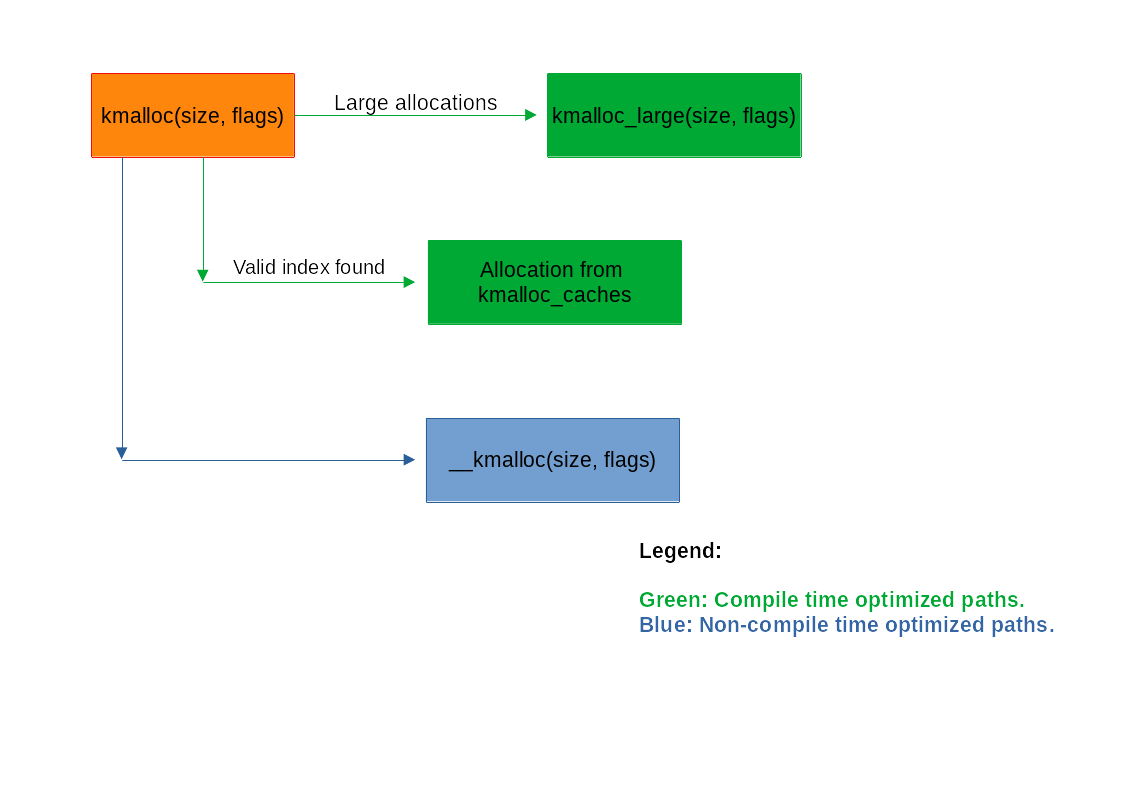 kmalloc(size, flags)
Large allocations
kmalloc_large(size, flags)
Valid index found
Allocation from
kmalloc_caches
__kmalloc(size, flags)
Legend:
Green: Compile time optimized paths.
Blue: Non-compile time optimized paths.